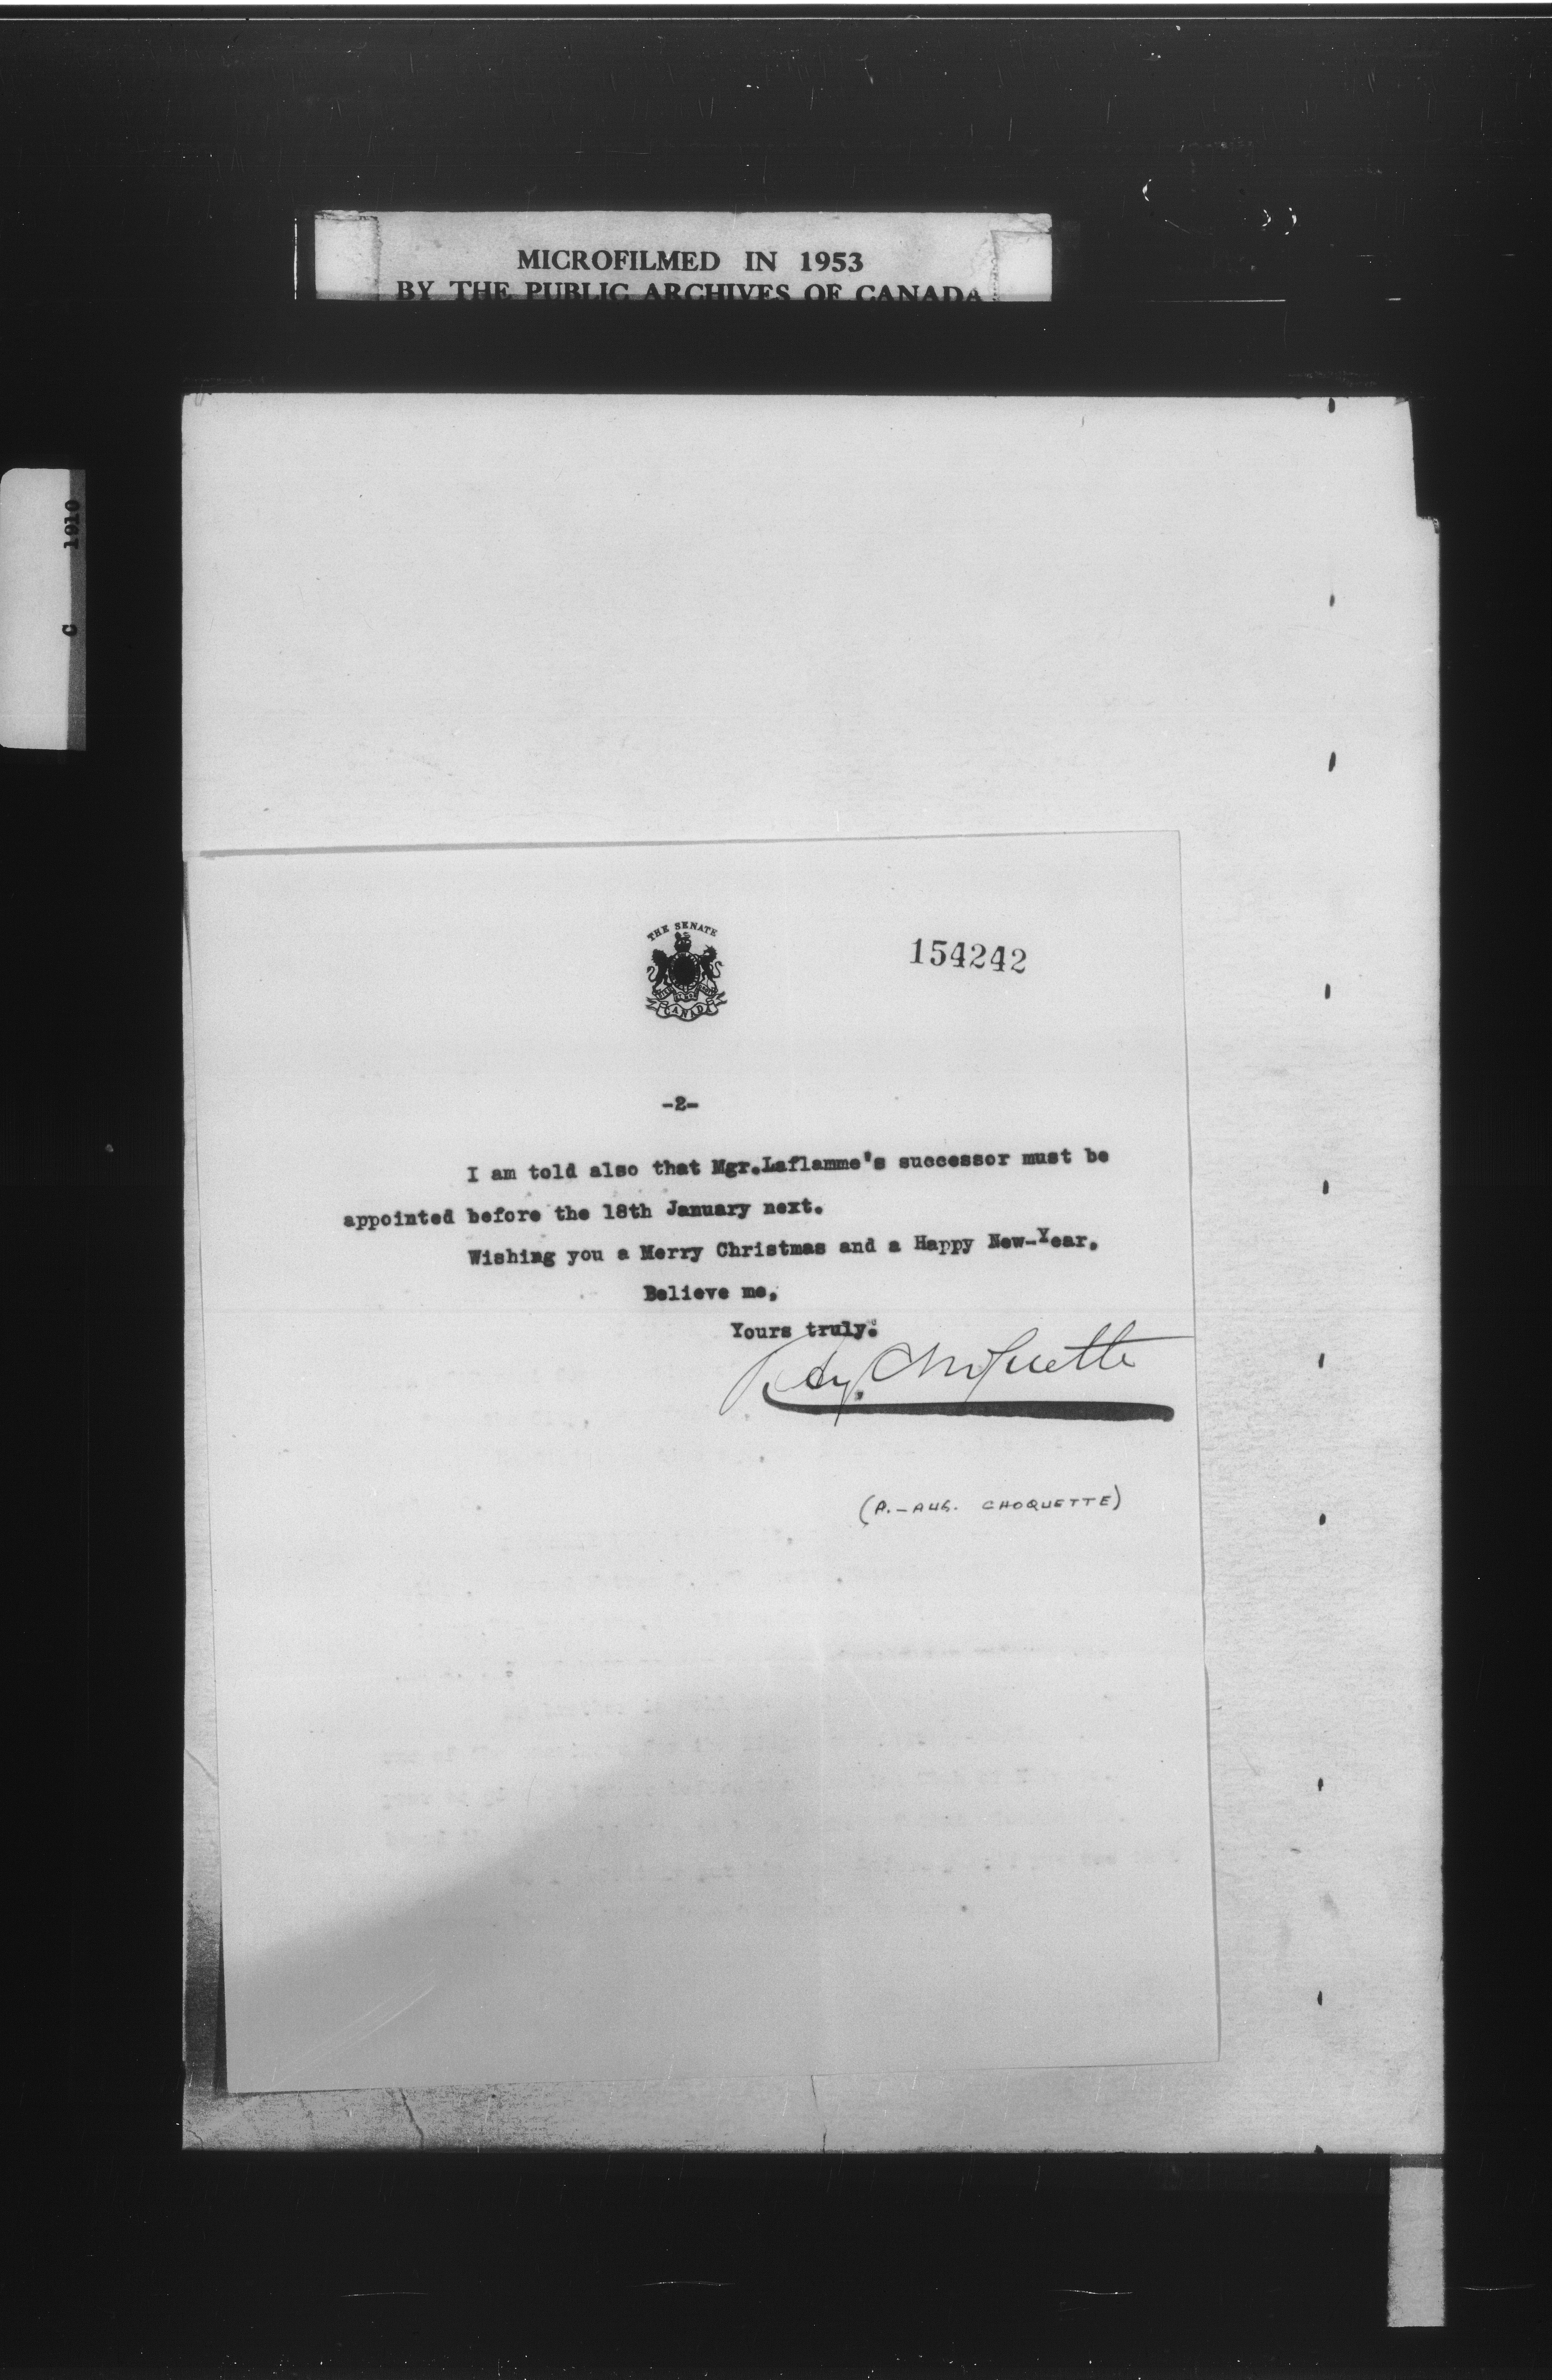 MICROFILMED IN 1953
BY THE PUBLIC ARCHIVES OF CANADA
C 1910
THE SENATE
CANADA
154242
-2-
I am told also that Mgr.Laflamme's successor must be
appointed before the 18th January next.
Wishing you a Merry Christmas and a Happy New-Year.
Believe me,
Yours truly.
Choquette
(P.-AUG. CHOQUETTE)